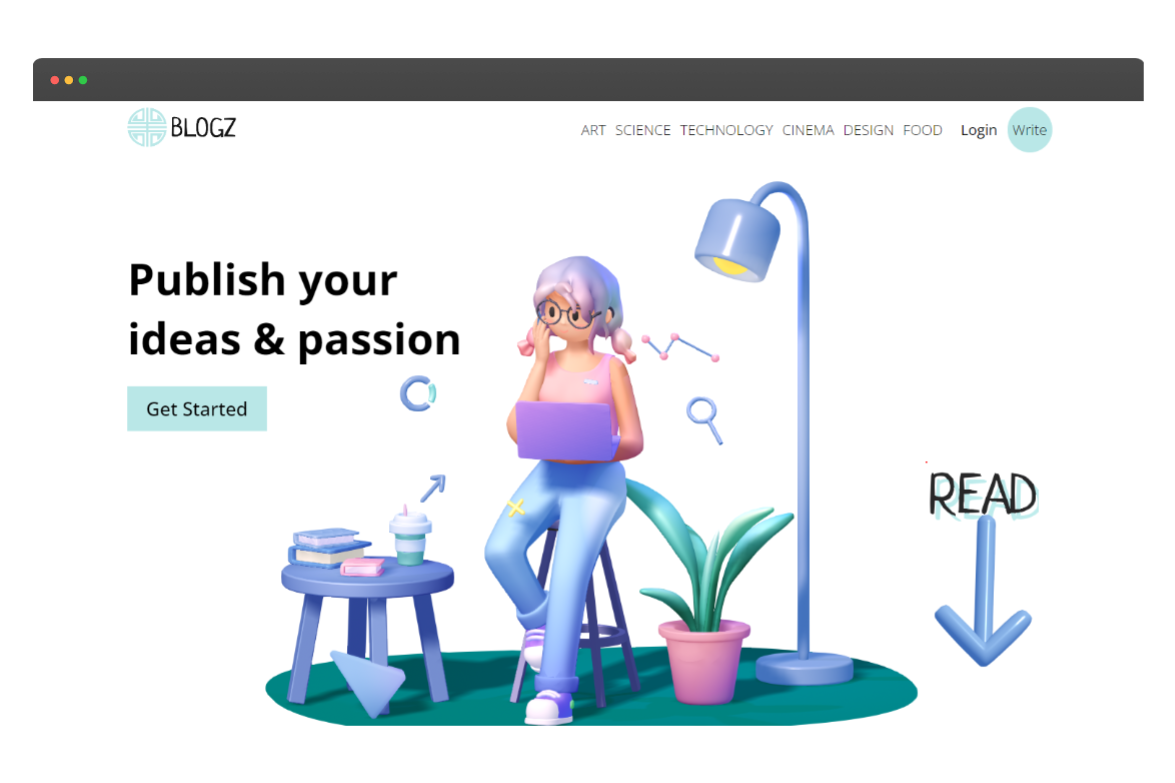 BLOGZ
ART SCIENCE TECHNOLOGY CINEMA DESIGN FOOD Login Write
Publish your
ideas & passion
Get Started
READ